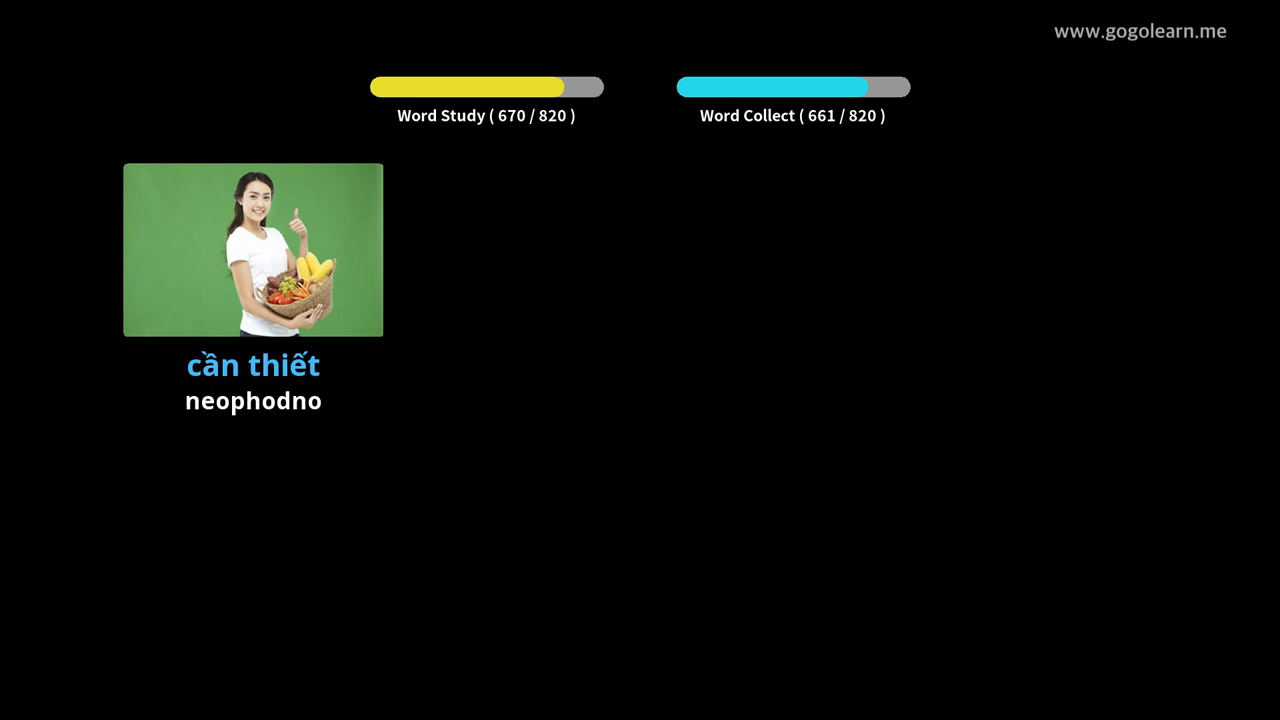 www.gogolearn.me
Word Study ( 670 / 820 )
Word Collect ( 661 / 820 )
cần thiết
neophodno